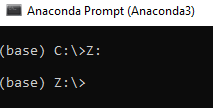 Anaconda Prompt (Anaconda3)
(base) C:\>Z:
(base) Z:\>